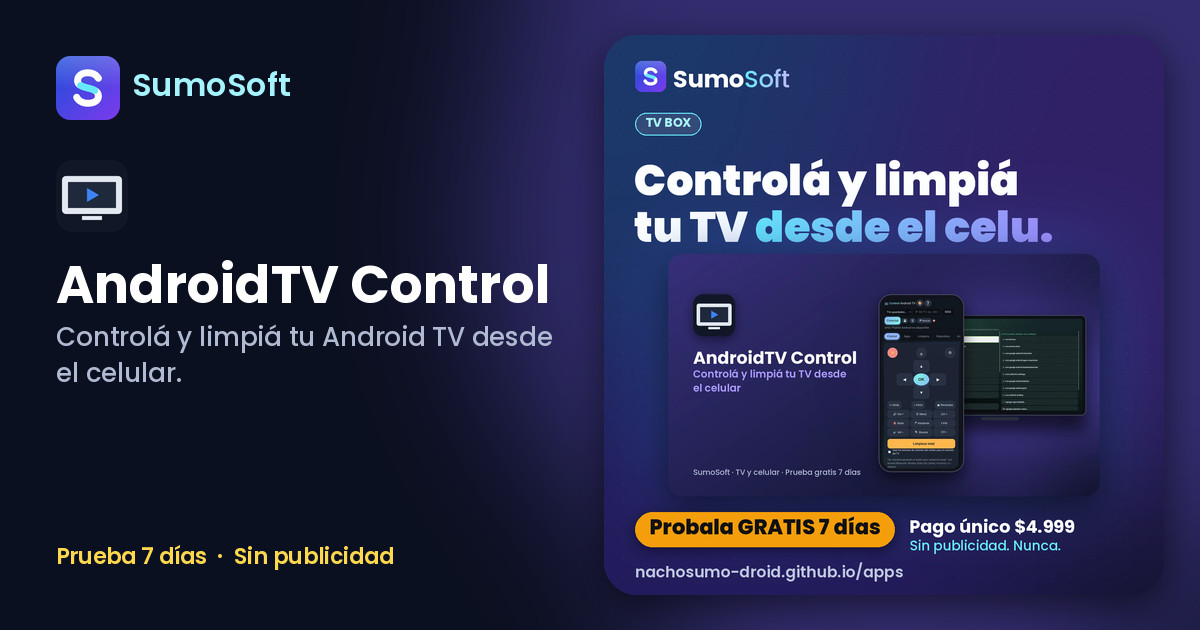 SumoSoft
AndroidTV Control
Controlá y limpiá tu Android TV desde
el celular.
Prueba 7 días · Sin publicidad
SumoSoft
TV BOX
Controlá y limpiá
tu TV desde el celu.
AndroidTV Control
Controlá y limpiá tu TV desde
el celular
OK
SumoSoft · TV y celular · Prueba gratis 7 días
Probala GRATIS 7 días
Pago único $4.999
Sin publicidad. Nunca.
nachosumo-droid.github.io/apps